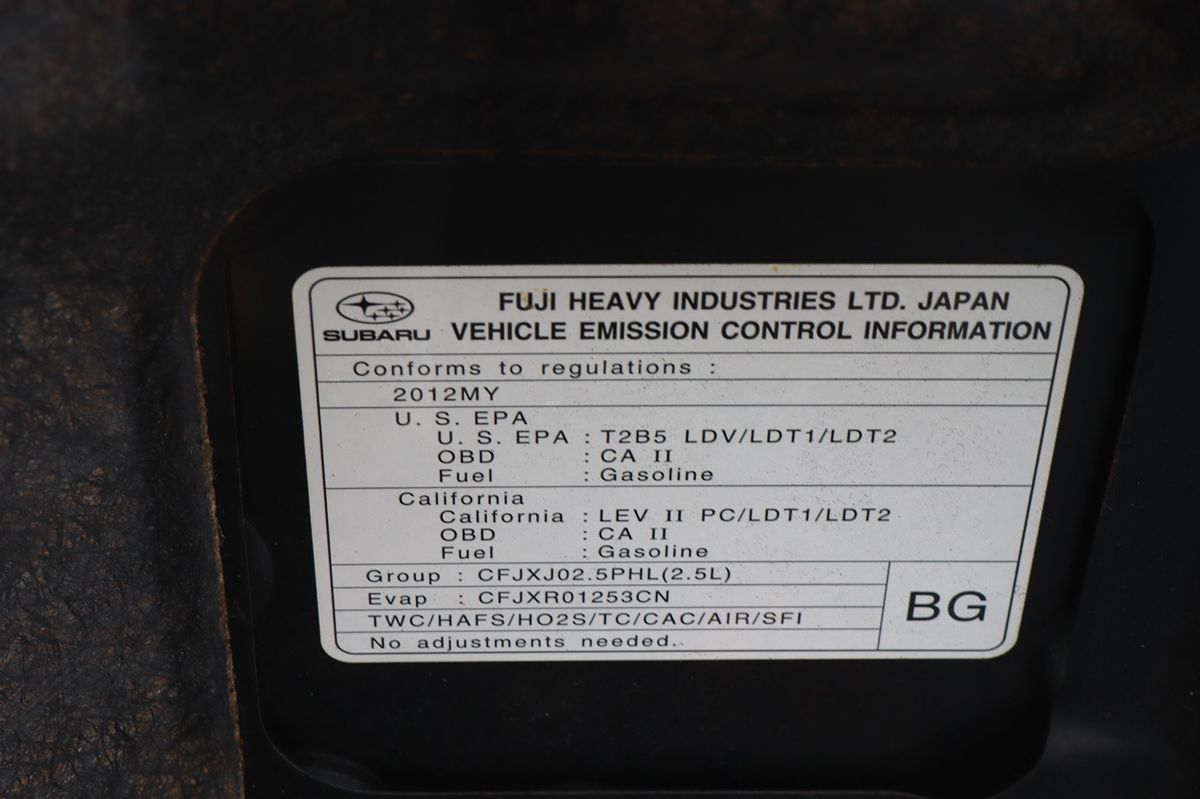 FUJI HEAVY INDUSTRIES LTD. JAPAN
SUBARU VEHICLE EMISSION CONTROL INFORMATION
Conforms to regulations :
2012MY
U. S. EPA
U. S. EPA : T2B5 LDV/LDT1/LDT2
OBD : CA II
Fuel : Gasoline
California
California : LEV II PC/LDT1/LDT2
OBD : CA II
Fuel : Gasoline
Group : CFJXJ02.5PHL(2.5L)
Evap : CFJXR01253CN
BG
TWC/HAFS/HO2S/TC/CAC/AIR/SFI
No adjustments needed.